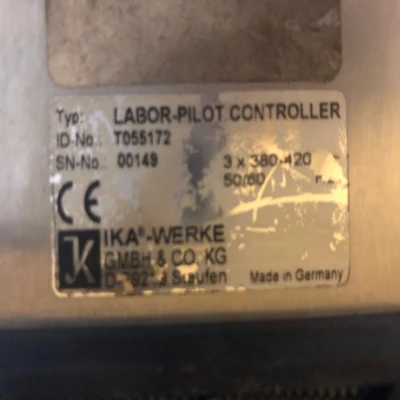 Typ: LABOR-PILOT CONTROLLER
ID-No.: T055172
SN-No.: 00149 3 x 380-420
50/60
CE
IKA®-WERKE
GMBH & CO. KG
Staufen Made in Germany